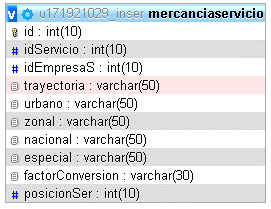 v u171921029_inser mercanciaservicio
id : int(10)
# idServicio : int(10)
# idEmpresaS : int(10)
trayectoria : varchar(50)
urbano : varchar(50)
zonal : varchar(50)
nacional : varchar(50)
especial : varchar(50)
factorConversion : varchar(30)
# posicionSer : int(10)